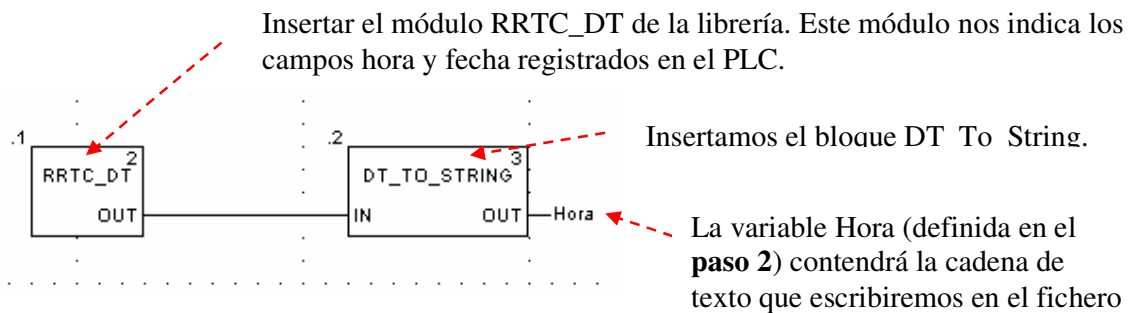 Insertar el módulo RRTC_DT de la librería. Este módulo nos indica los
campos hora y fecha registrados en el PLC.
.1
2
RRTC_DT
OUT
.2
3
DT_TO_STRING
IN
OUT
Hora
Insertamos el bloque DT_To_String.
La variable Hora (definida en el
paso 2) contendrá la cadena de
texto que escribiremos en el fichero